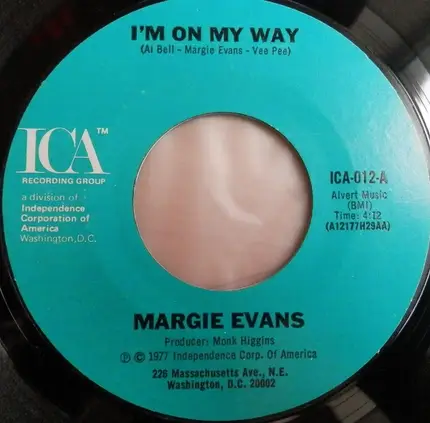 I'M ON MY WAY
(Al Bell - Margie Evans - Vee Pee)
ICA™
RECORDING GROUP
a division of
Independence
Corporation of
America
Washington, D.C.
ICA-012-A
Alvert Music
(BMI)
Time: 4:12
(A12177H29AA)
MARGIE EVANS
Producer: Monk Higgins
Ⓟ © 1977 Independence Corp. Of America
226 Massachusetts Ave., N.E.
Washington, D.C. 20002